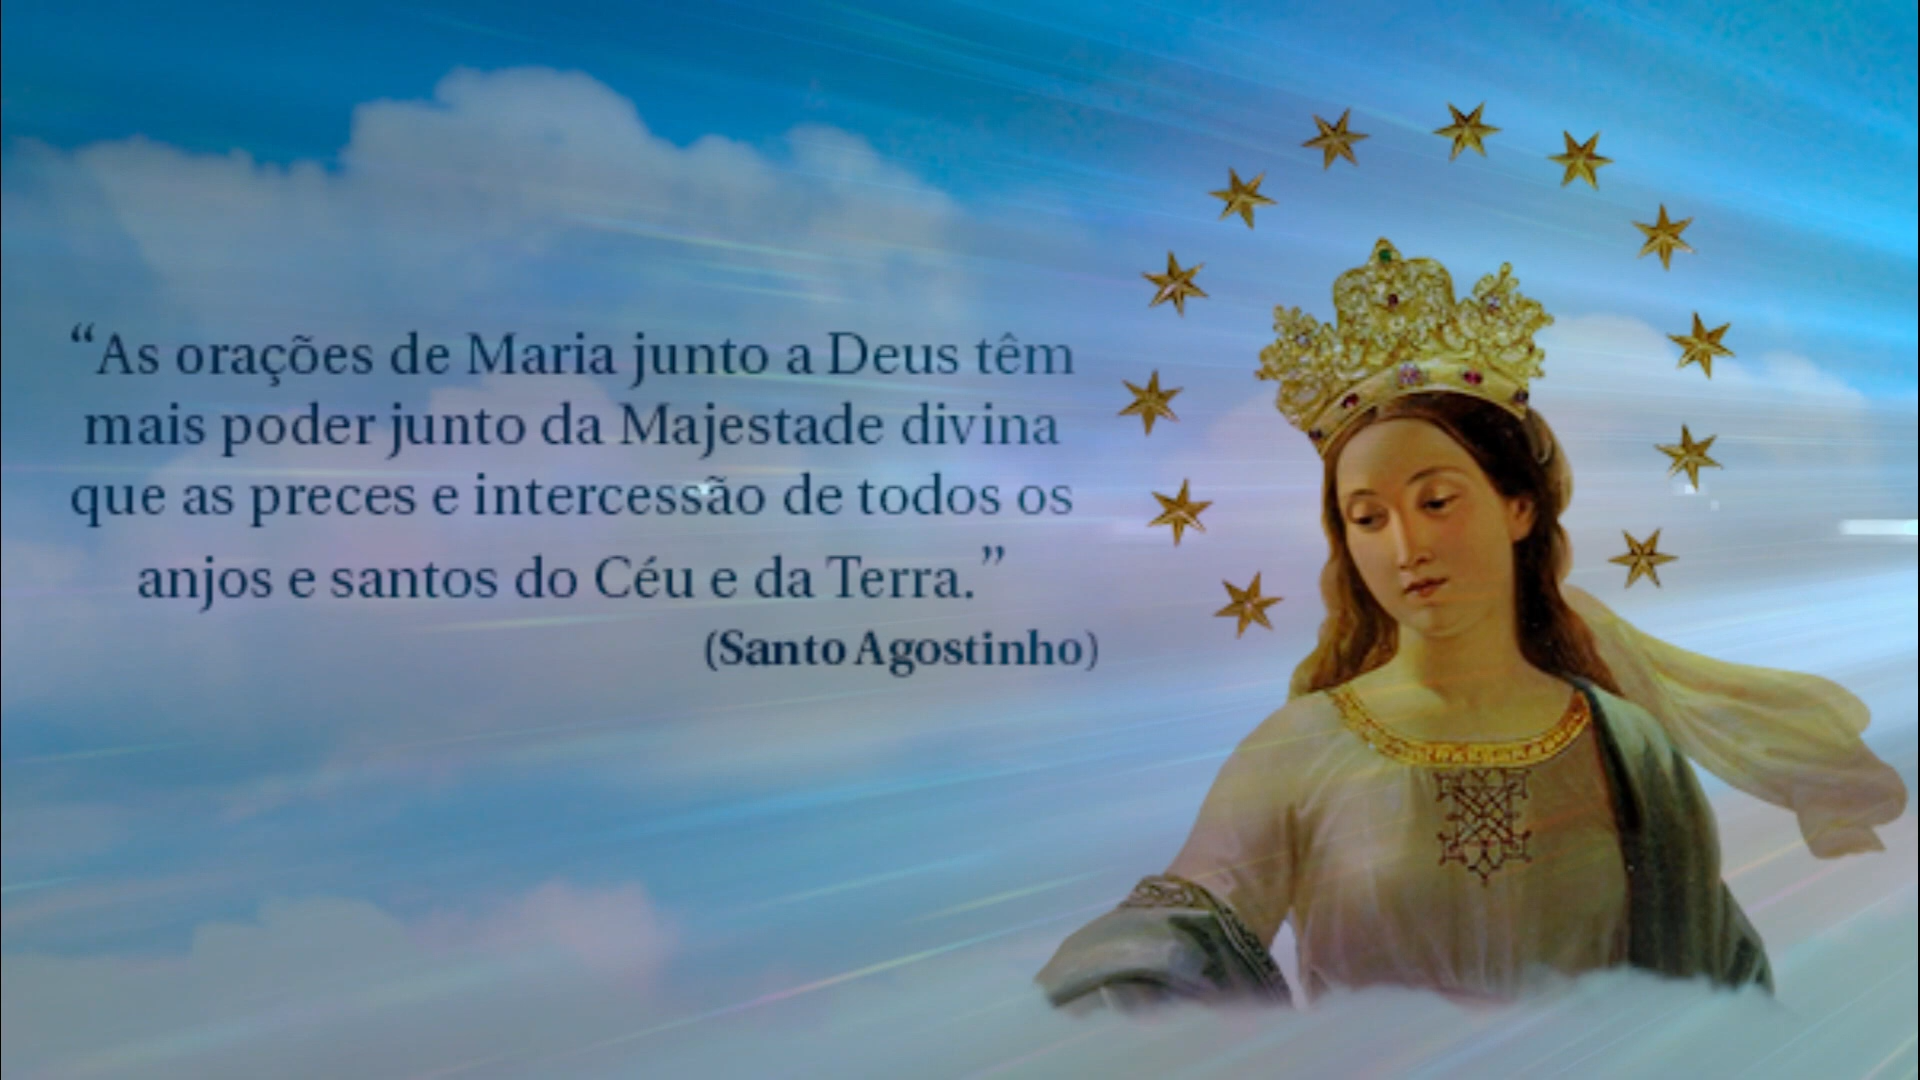 “As orações de Maria junto a Deus têm
mais poder junto da Majestade divina
que as preces e intercessão de todos os
anjos e santos do Céu e da Terra.”
(Santo Agostinho)